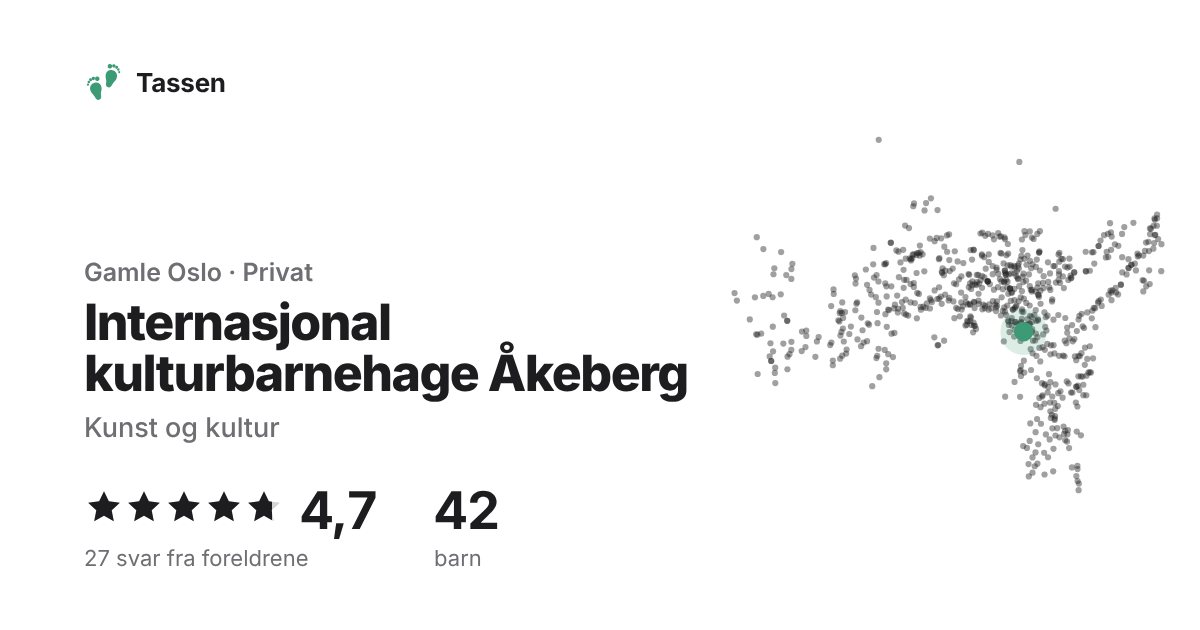 Tassen
Gamle Oslo · Privat
Internasjonal
kulturbarnehage Åkeberg
Kunst og kultur
4,7
27 svar fra foreldrene
42
barn